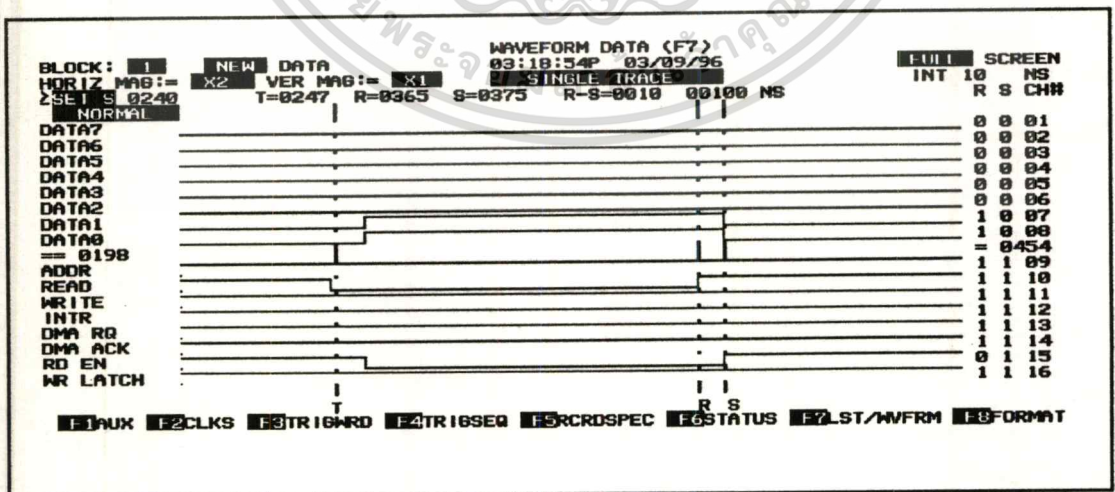 WAVEFORM DATA (F7)
BLOCK: 1 NEW DATA 03:18:54P 03/09/96 FULL SCREEN
HORIZ MAG:= X2 VER MAG:= X1 SINGLE TRACE INT 10 NS
SET S 0240 T=0247 R=0365 S=0375 R-S=0010 00100 NS R S CH#
NORMAL
DATA7 0 0 01
DATA6 0 0 02
DATA5 0 0 03
DATA4 0 0 04
DATA3 0 0 05
DATA2 0 0 06
DATA1 1 0 07
DATA0 1 0 08
== 0198 = 0454
ADDR 1 1 09
READ 1 1 10
WRITE 1 1 11
INTR 1 1 12
DMA RQ 1 1 13
DMA ACK 1 1 14
RD EN 0 1 15
WR LATCH 1 1 16
T R S
F1AUX F2CLKS F3TRIGWRD F4TRIGSEQ F5RCRDSPEC F6STATUS F7LST/WVFRM F8FORMAT